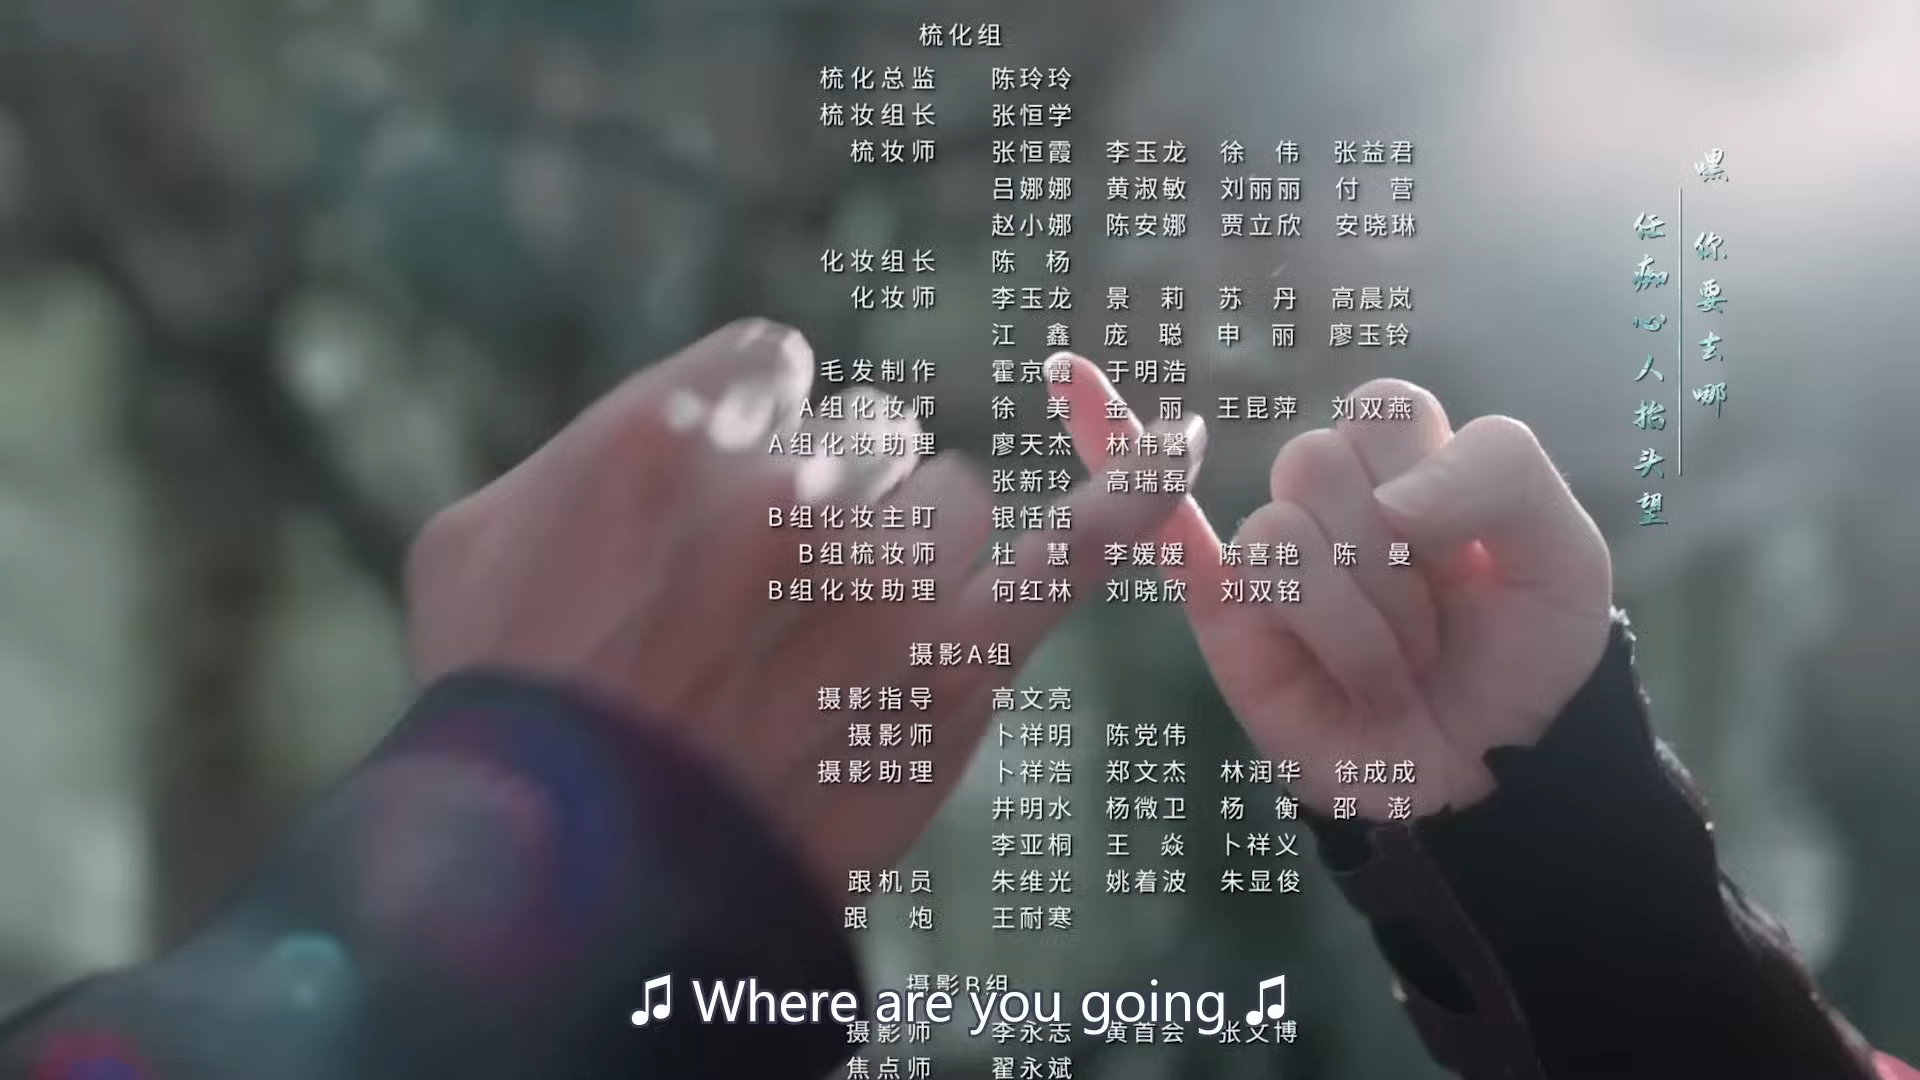 梳化组
梳化总监 陈玲玲
梳妆组长 张恒学
梳妆师 张恒霞 李玉龙 徐 伟 张益君
吕娜娜 黄淑敏 刘丽丽 付 营
赵小娜 陈安娜 贾立欣 安晓琳
化妆组长 陈 杨
化妆师 李玉龙 景 莉 苏 丹 高晨岚
江 鑫 庞 聪 申 丽 廖玉铃
毛发制作 霍京霞 于明浩
A组化妆师 徐 美 金 丽 王昆萍 刘双燕
A组化妆助理 廖天杰 林伟馨
张新玲 高瑞磊
B组化妆主盯 银恬恬
B组梳妆师 杜 慧 李媛媛 陈喜艳 陈 曼
B组化妆助理 何红林 刘晓欣 刘双铭
摄影A组
摄影指导 高文亮
摄影师 卜祥明 陈党伟
摄影助理 卜祥浩 郑文杰 林润华 徐成成
井明水 杨微卫 杨 衡 邵 澎
李亚桐 王 焱 卜祥义
跟机员 朱维光 姚着波 朱显俊
跟 炮 王耐寒
摄影B组
摄影师 李永志 黄首会 张文博
焦点师 翟永斌
嘿 你要去哪
任痴心人抬头望
♫ Where are you going ♫